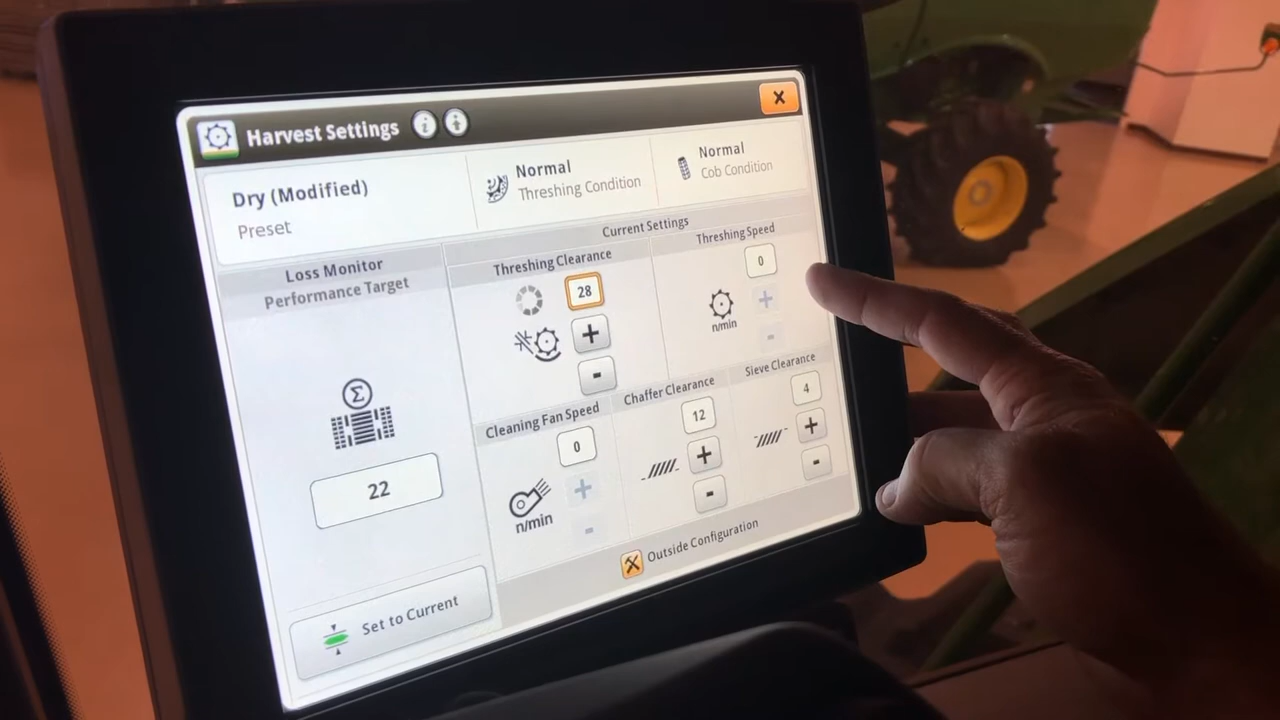 Harvest Settings
Dry (Modified)
Preset
Normal
Threshing Condition
Normal
Cob Condition
Current Settings
Loss Monitor
Performance Target
22
Set to Current
Threshing Clearance
28
+
-
Threshing Speed
0
n/min
+
-
Cleaning Fan Speed
0
n/min
+
-
Chaffer Clearance
12
+
-
Sieve Clearance
4
+
-
Outside Configuration